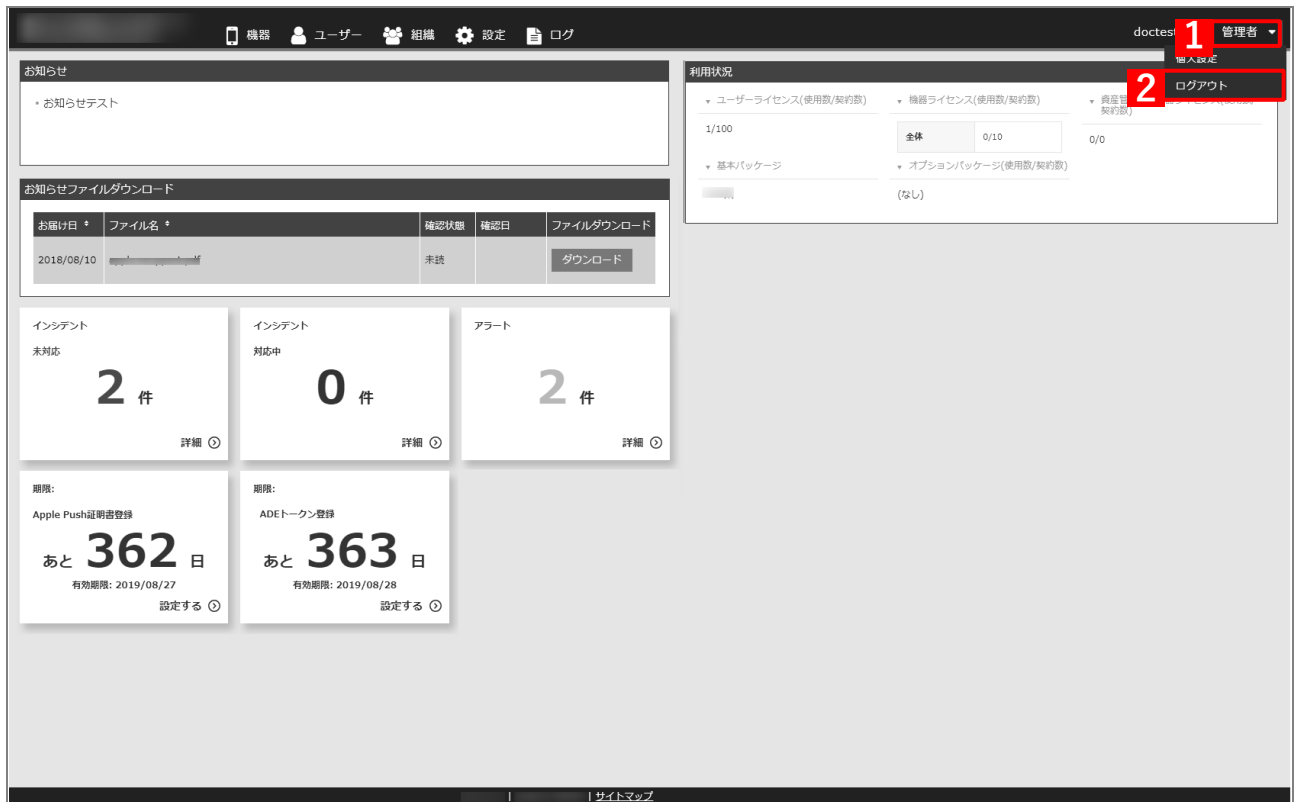 機器 ユーザー 組織 設定 ログ
doctest 1 管理者
個人設定
2 ログアウト
お知らせ
・お知らせテスト
お知らせファイルダウンロード
お届け日 ファイル名 確認状態 確認日 ファイルダウンロード
2018/08/10 未読 ダウンロード
利用状況
ユーザーライセンス(使用数/契約数)
1/100
機器ライセンス(使用数/契約数)
全体 0/10
契約数)
0/0
基本パッケージ
オプションパッケージ(使用数/契約数)
(なし)
インシデント
未対応
2 件
詳細
インシデント
対応中
0 件
詳細
アラート
2 件
詳細
期限:
Apple Push証明書登録
あと 362 日
有効期限: 2019/08/27
設定する
期限:
ADEトークン登録
あと 363 日
有効期限: 2019/08/28
設定する
| | サイトマップ